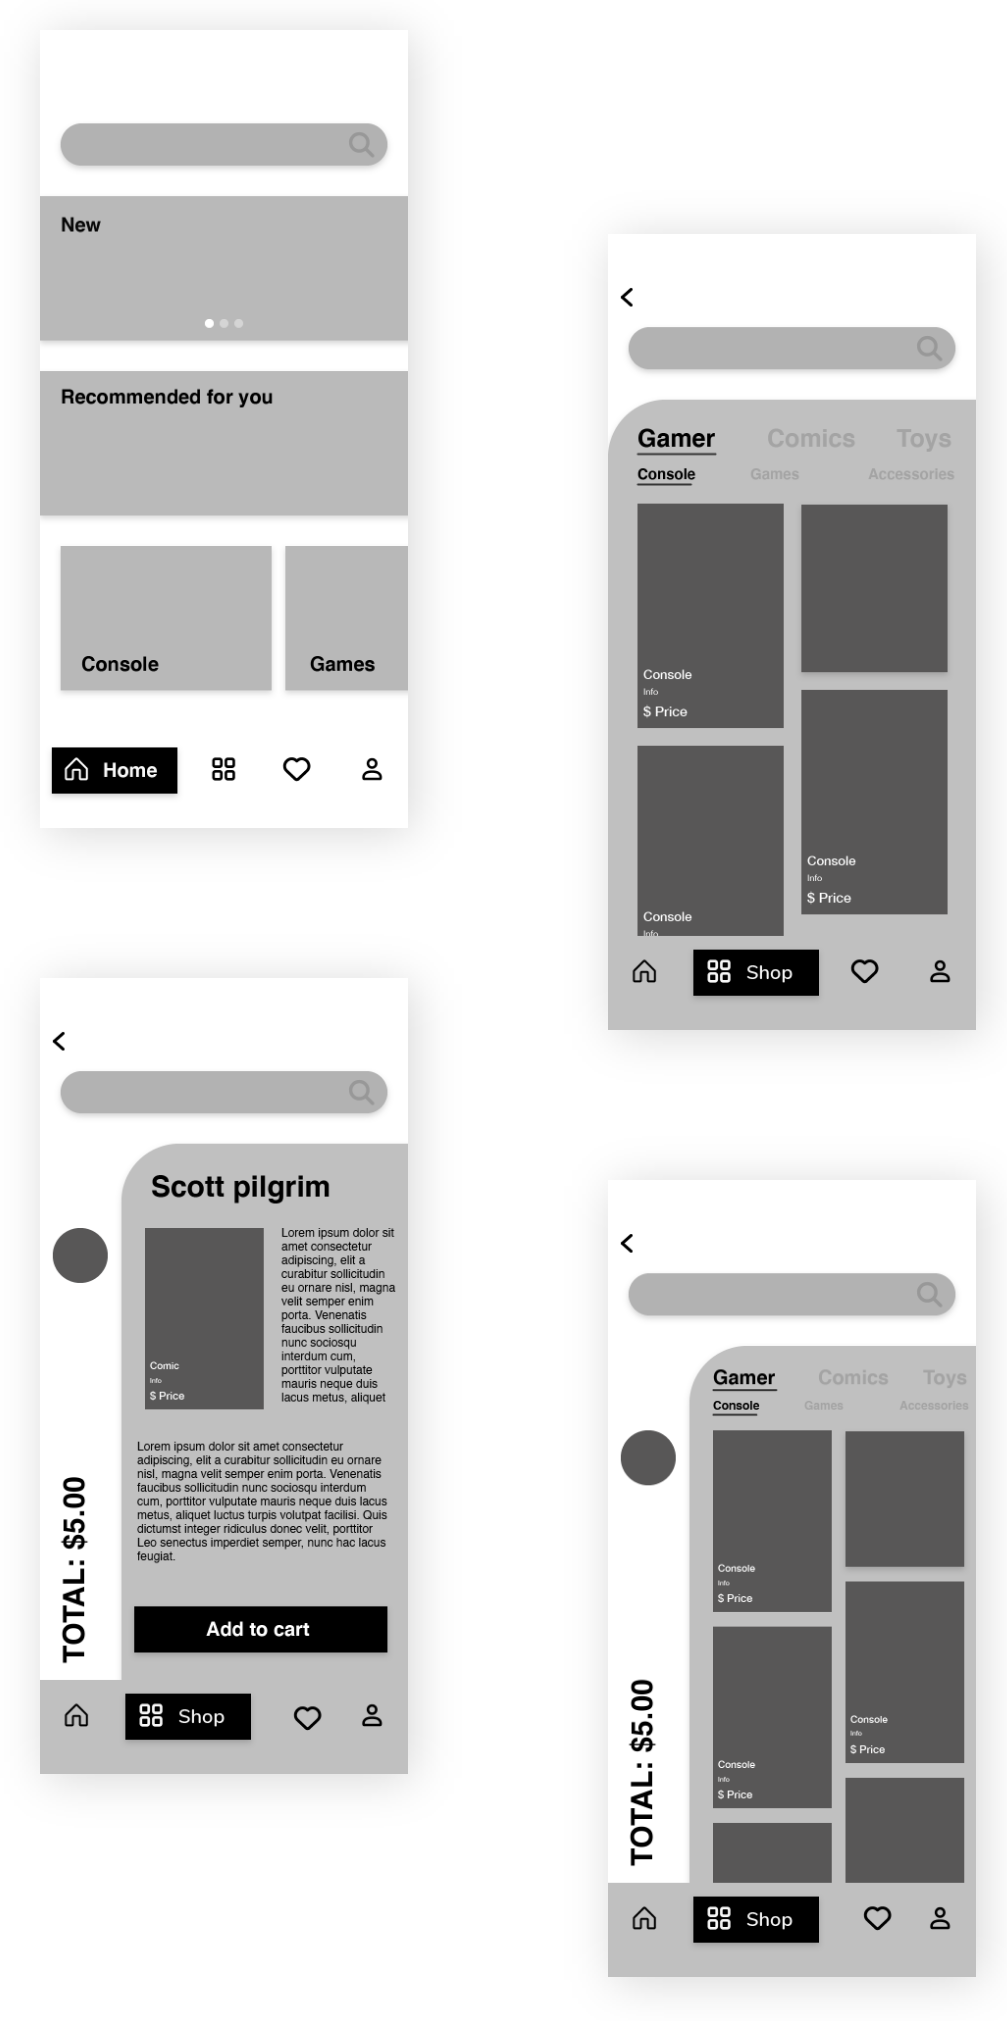 New
Recommended for you
Console
Games
Home
Gamer
Comics
Toys
Console
Games
Accessories
Console
Info
$ Price
Console
Info
$ Price
Console
Info
Shop
Scott pilgrim
Comic
Info
$ Price
Lorem ipsum dolor sit
amet consectetur
adipiscing, elit a
curabitur sollicitudin
eu ornare nisl, magna
velit semper enim
porta. Venenatis
faucibus sollicitudin
nunc sociosqu
interdum cum,
porttitor vulputate
mauris neque duis
lacus metus, aliquet
Lorem ipsum dolor sit amet consectetur
adipiscing, elit a curabitur sollicitudin eu ornare
nisl, magna velit semper enim porta. Venenatis
faucibus sollicitudin nunc sociosqu interdum
cum, porttitor vulputate mauris neque duis lacus
metus, aliquet luctus turpis volutpat facilisi. Quis
dictumst integer ridiculus donec velit, porttitor
Leo senectus imperdiet semper, nunc hac lacus
feugiat.
TOTAL: $5.00
Add to cart
Shop
Gamer
Comics
Toys
Console
Games
Accessories
Console
Info
$ Price
Console
Info
$ Price
Console
Info
$ Price
TOTAL: $5.00
Shop